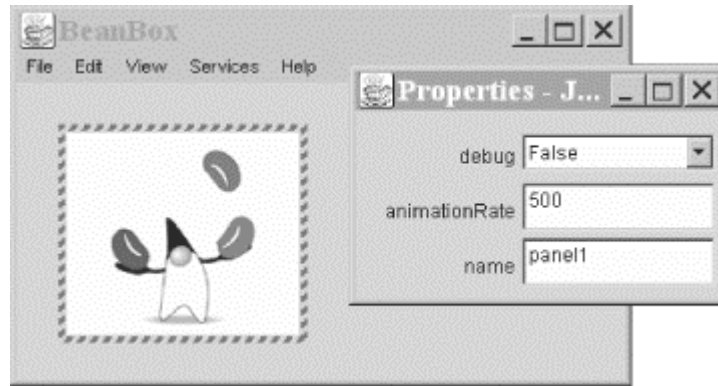 BeanBox
File Edit View Services Help
Properties - J...
debug False
animationRate 500
name panel1